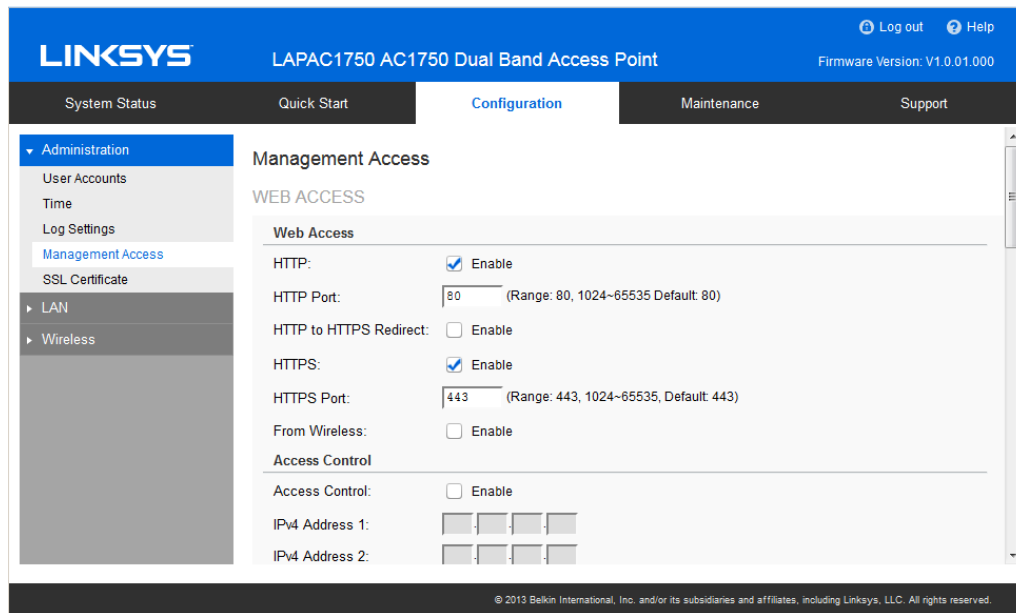 Log out Help
LINKSYS LAPAC1750 AC1750 Dual Band Access Point Firmware Version: V1.0.01.000
System Status Quick Start Configuration Maintenance Support
Administration
User Accounts
Time
Log Settings
Management Access
SSL Certificate
LAN
Wireless
Management Access
WEB ACCESS
Web Access
HTTP: Enable
HTTP Port: 80 (Range: 80, 1024~65535 Default: 80)
HTTP to HTTPS Redirect: Enable
HTTPS: Enable
HTTPS Port: 443 (Range: 443, 1024~65535, Default: 443)
From Wireless: Enable
Access Control
Access Control: Enable
IPv4 Address 1: . . .
IPv4 Address 2: . . .
© 2013 Belkin International, Inc. and/or its subsidiaries and affiliates, including Linksys, LLC. All rights reserved.